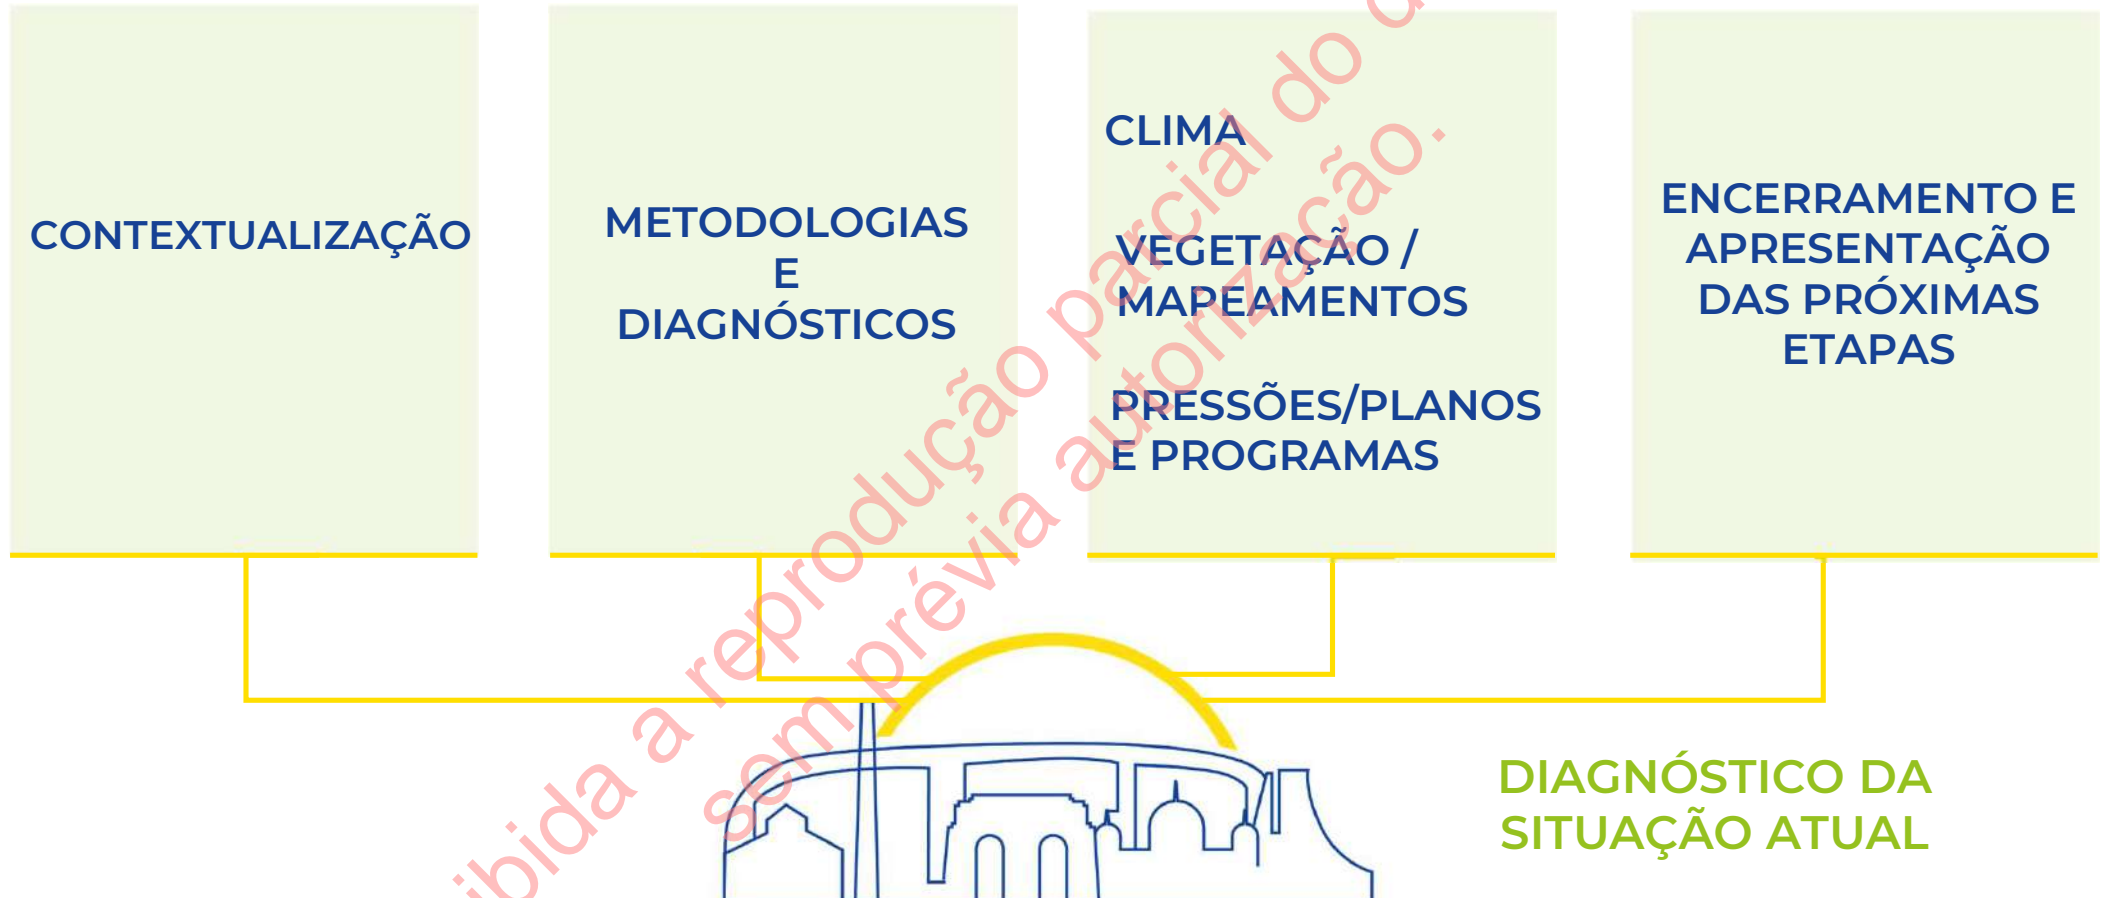 CONTEXTUALIZAÇÃO
METODOLOGIAS
E
DIAGNÓSTICOS
CLIMA
VEGETAÇÃO /
MAPEAMENTOS
PRESSÕES/PLANOS
E PROGRAMAS
ENCERRAMENTO E
APRESENTAÇÃO
DAS PRÓXIMAS
ETAPAS
DIAGNÓSTICO DA
SITUAÇÃO ATUAL
a reprodução parcial do
sem prévia autorização.